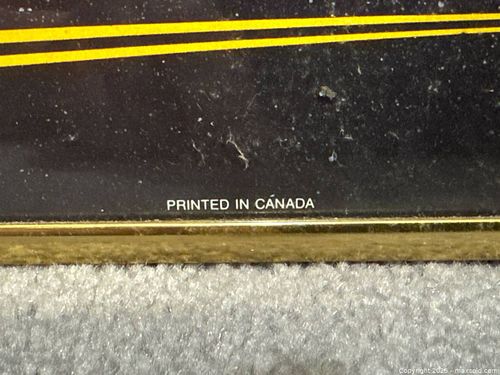 PRINTED IN CANADA
Copyright 2026 - maxsold.com